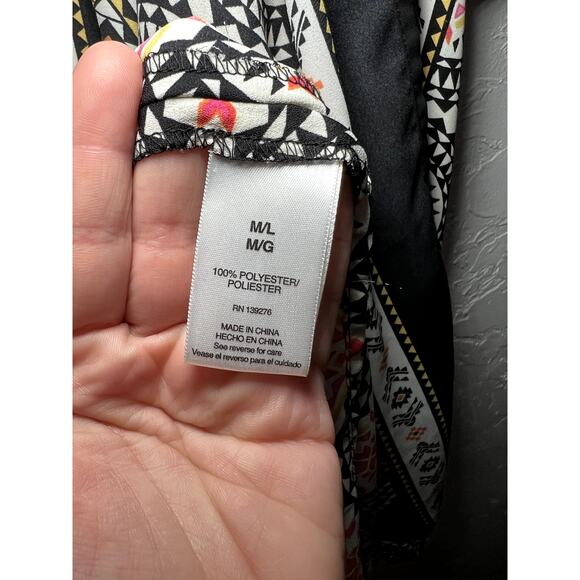 M/L
M/G
100% POLYESTER/
POLIESTER
RN 139276
MADE IN CHINA
HECHO EN CHINA
See reverse for care
Vease el reverso para el cuidado